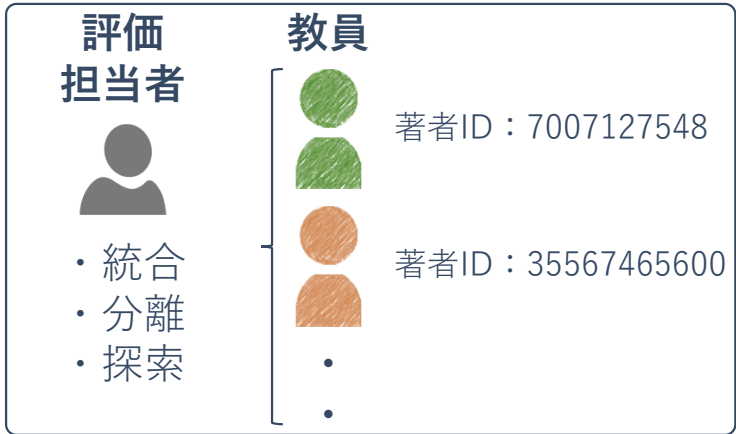 評価
担当者
・統合
・分離
・探索
教員
著者ID：7007127548
著者ID：35567465600
・
・